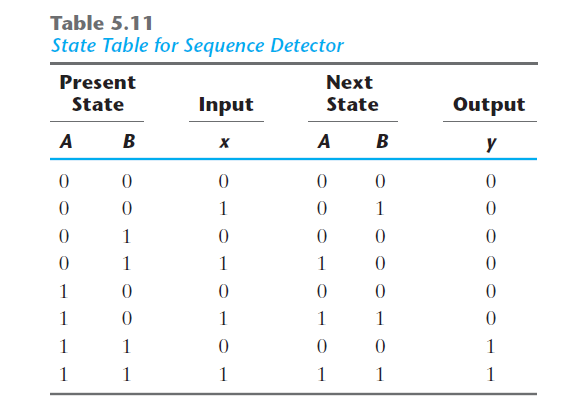 Table 5.11
State Table for Sequence Detector
Present State Input Next State Output
A B x A B y
0 0 0 0 0 0
0 0 1 0 1 0
0 1 0 0 0 0
0 1 1 1 0 0
1 0 0 0 0 0
1 0 1 1 1 0
1 1 0 0 0 1
1 1 1 1 1 1